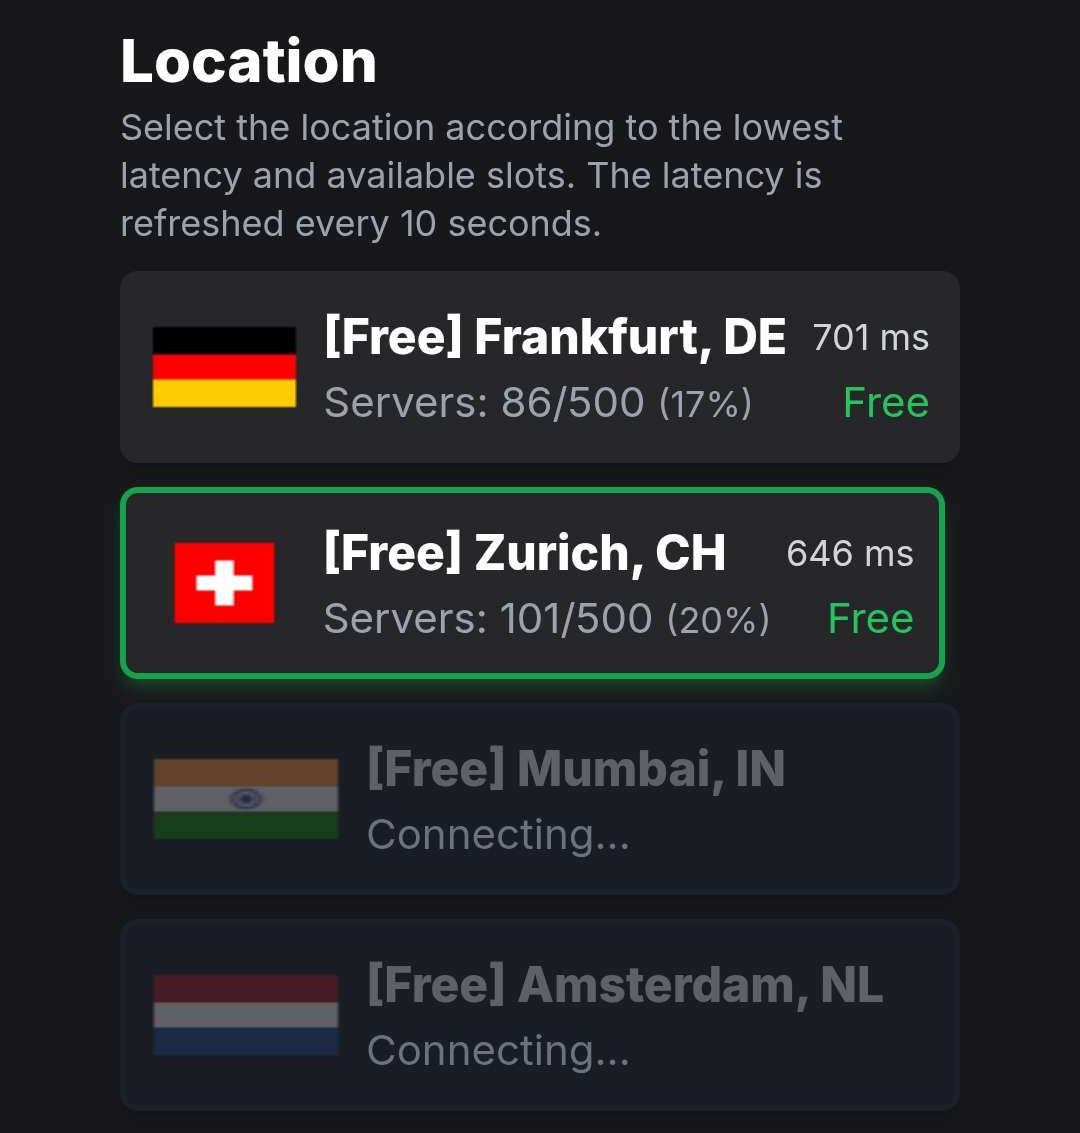 Location
Select the location according to the lowest
latency and available slots. The latency is
refreshed every 10 seconds.
[Free] Frankfurt, DE 701 ms
Servers: 86/500 (17%) Free
[Free] Zurich, CH 646 ms
Servers: 101/500 (20%) Free
[Free] Mumbai, IN
Connecting...
[Free] Amsterdam, NL
Connecting...